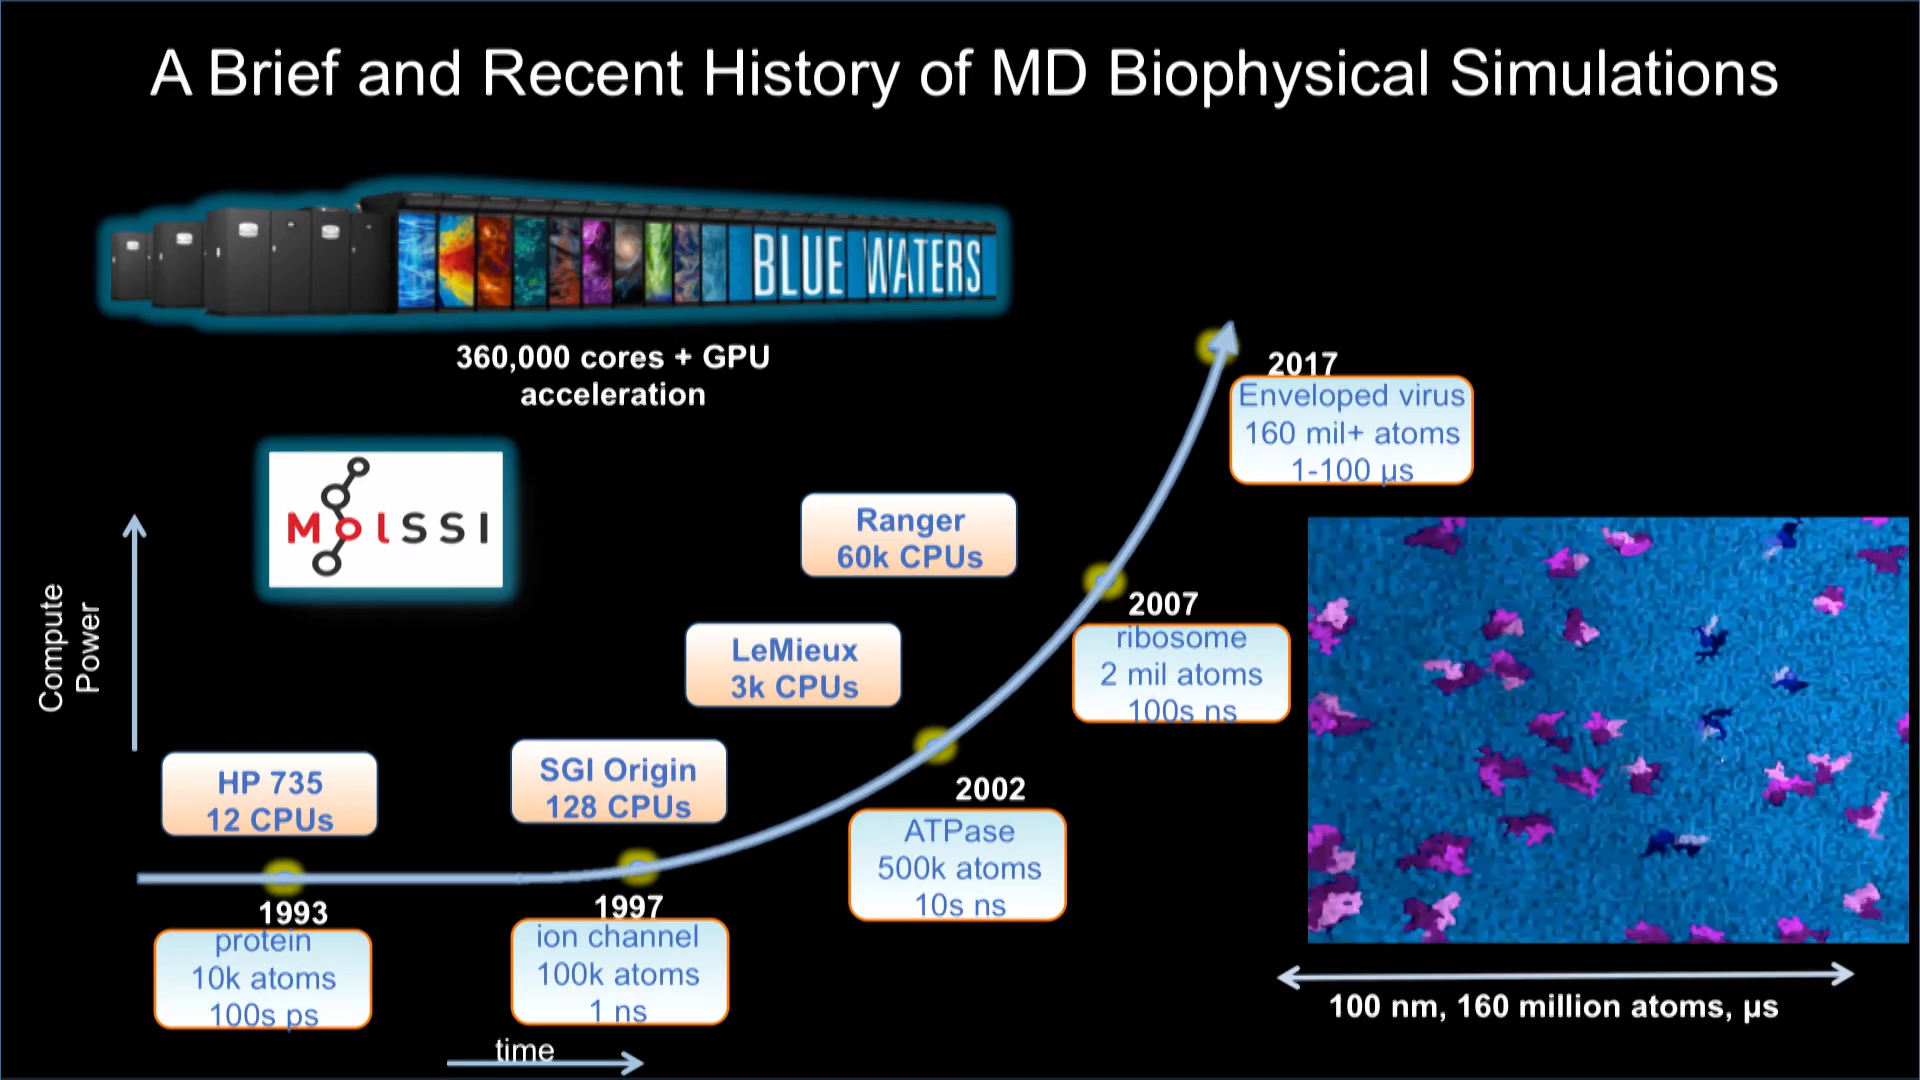 A Brief and Recent History of MD Biophysical Simulations
BLUE WATERS
360,000 cores + GPU
acceleration
MolSSI
Compute
Power
HP 735
12 CPUs
SGI Origin
128 CPUs
LeMieux
3k CPUs
Ranger
60k CPUs
1993
protein
10k atoms
100s ps
1997
ion channel
100k atoms
1 ns
2002
ATPase
500k atoms
10s ns
2007
ribosome
2 mil atoms
100s ns
2017
Enveloped virus
160 mil+ atoms
1-100 µs
100 nm, 160 million atoms, µs
time